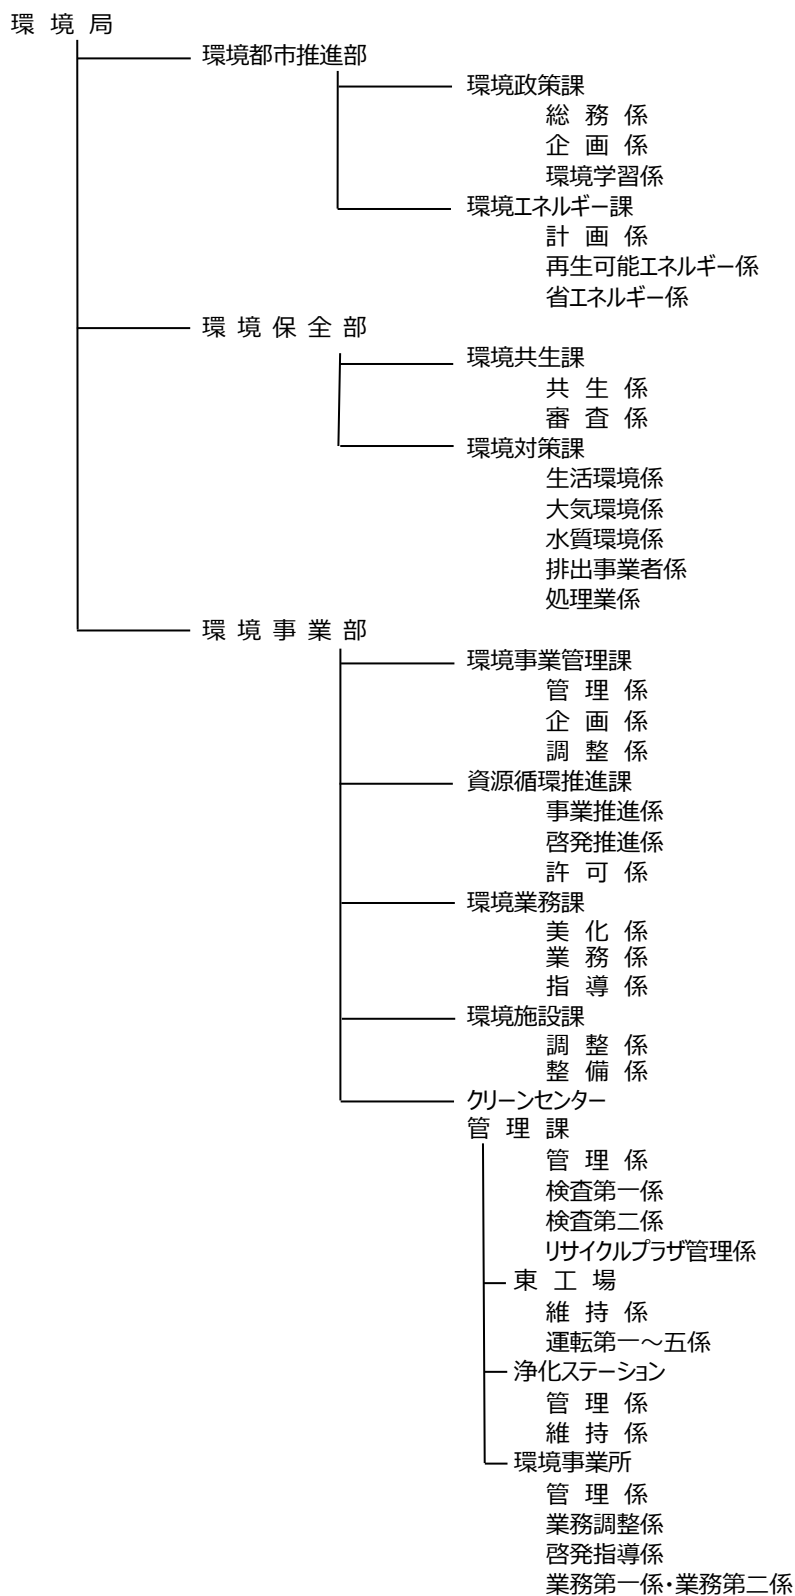 環 境 局
環境都市推進部
環境政策課
総 務 係
企 画 係
環境学習係
環境エネルギー課
計 画 係
再生可能エネルギー係
省エネルギー係
環 境 保 全 部
環境共生課
共 生 係
審 査 係
環境対策課
生活環境係
大気環境係
水質環境係
排出事業者係
処理業係
環 境 事 業 部
環境事業管理課
管 理 係
企 画 係
調 整 係
資源循環推進課
事業推進係
啓発推進係
許 可 係
環境業務課
美 化 係
業 務 係
指 導 係
環境施設課
調 整 係
整 備 係
クリーンセンター
管 理 課
管 理 係
検査第一係
検査第二係
リサイクルプラザ管理係
東 工 場
維 持 係
運転第一～五係
浄化ステーション
管 理 係
維 持 係
環境事業所
管 理 係
業務調整係
啓発指導係
業務第一係・業務第二係